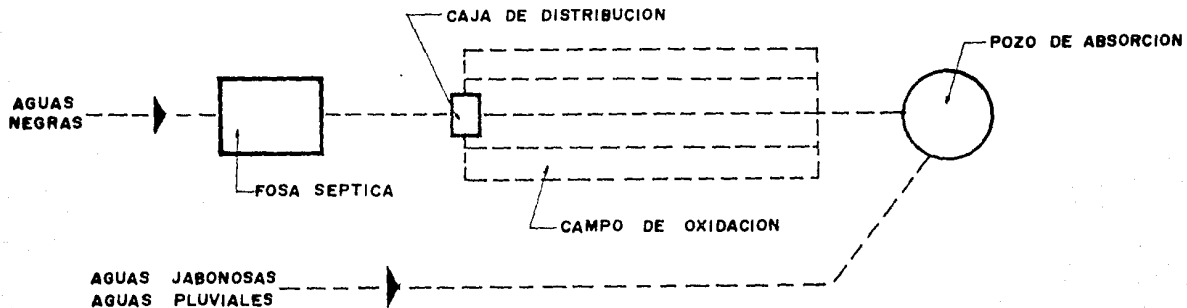 CAJA DE DISTRIBUCION
POZO DE ABSORCION
AGUAS
NEGRAS
FOSA SEPTICA
CAMPO DE OXIDACION
AGUAS JABONOSAS
AGUAS PLUVIALES